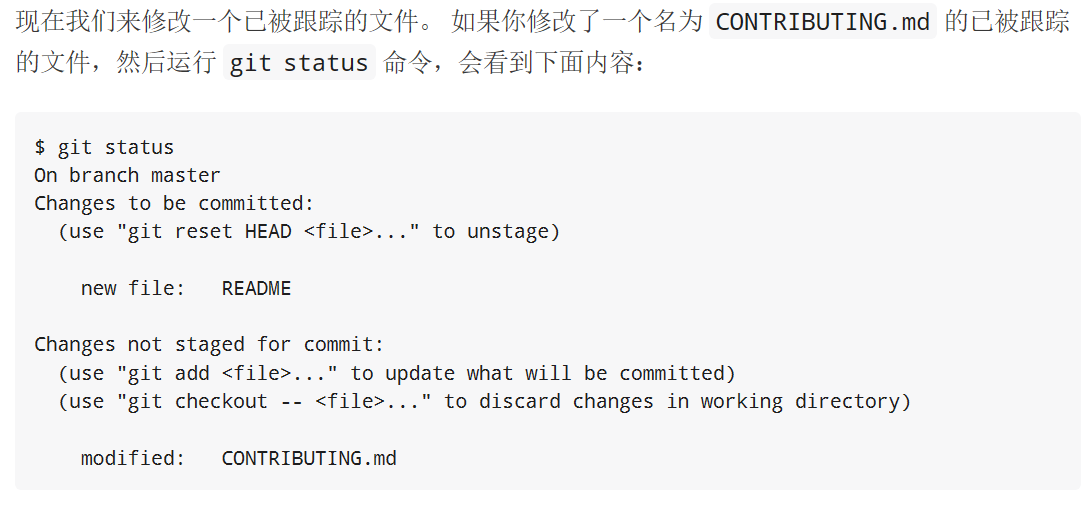 现在我们来修改一个已被跟踪的文件。 如果你修改了一个名为 CONTRIBUTING.md 的已被跟踪
的文件，然后运行 git status 命令，会看到下面内容：
$ git status
On branch master
Changes to be committed:
  (use "git reset HEAD <file>..." to unstage)
    new file:   README
Changes not staged for commit:
  (use "git add <file>..." to update what will be committed)
  (use "git checkout -- <file>..." to discard changes in working directory)
    modified:   CONTRIBUTING.md